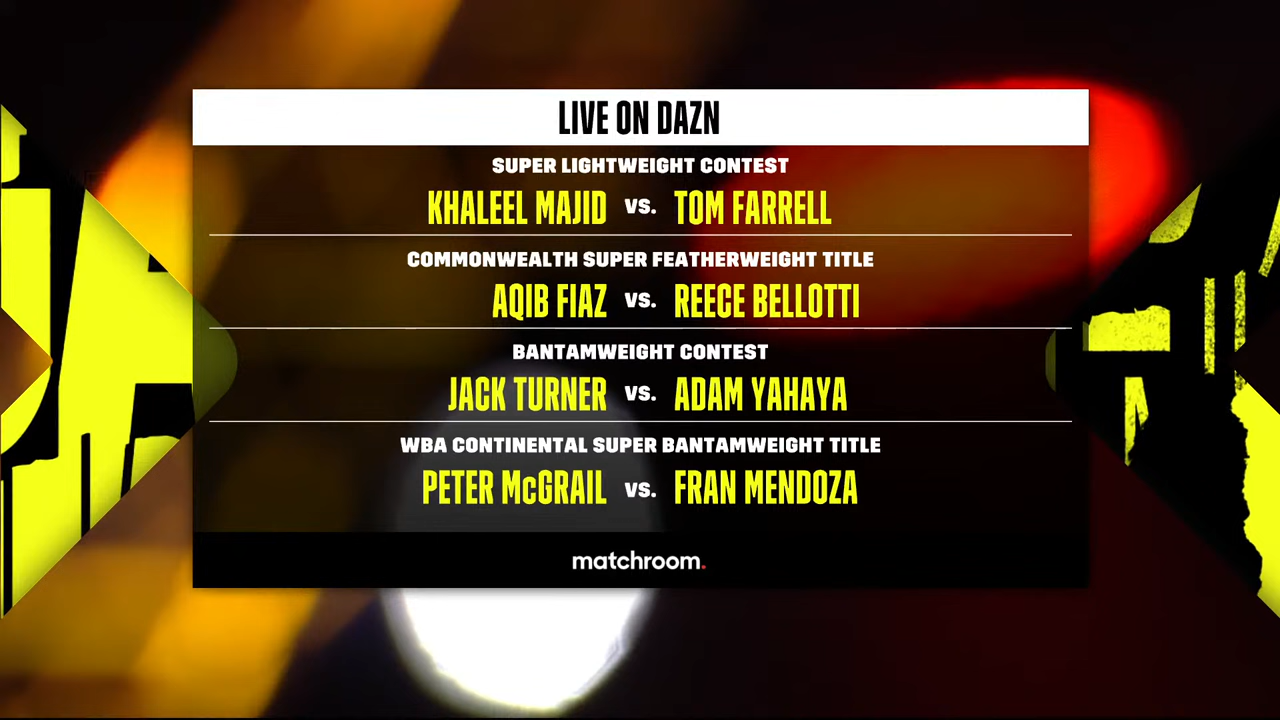 LIVE ON DAZN
SUPER LIGHTWEIGHT CONTEST
KHALEEL MAJID VS. TOM FARRELL
COMMONWEALTH SUPER FEATHERWEIGHT TITLE
AQIB FIAZ VS. REECE BELLOTTI
BANTAMWEIGHT CONTEST
JACK TURNER VS. ADAM YAHAYA
WBA CONTINENTAL SUPER BANTAMWEIGHT TITLE
PETER McGRAIL VS. FRAN MENDOZA
matchroom.